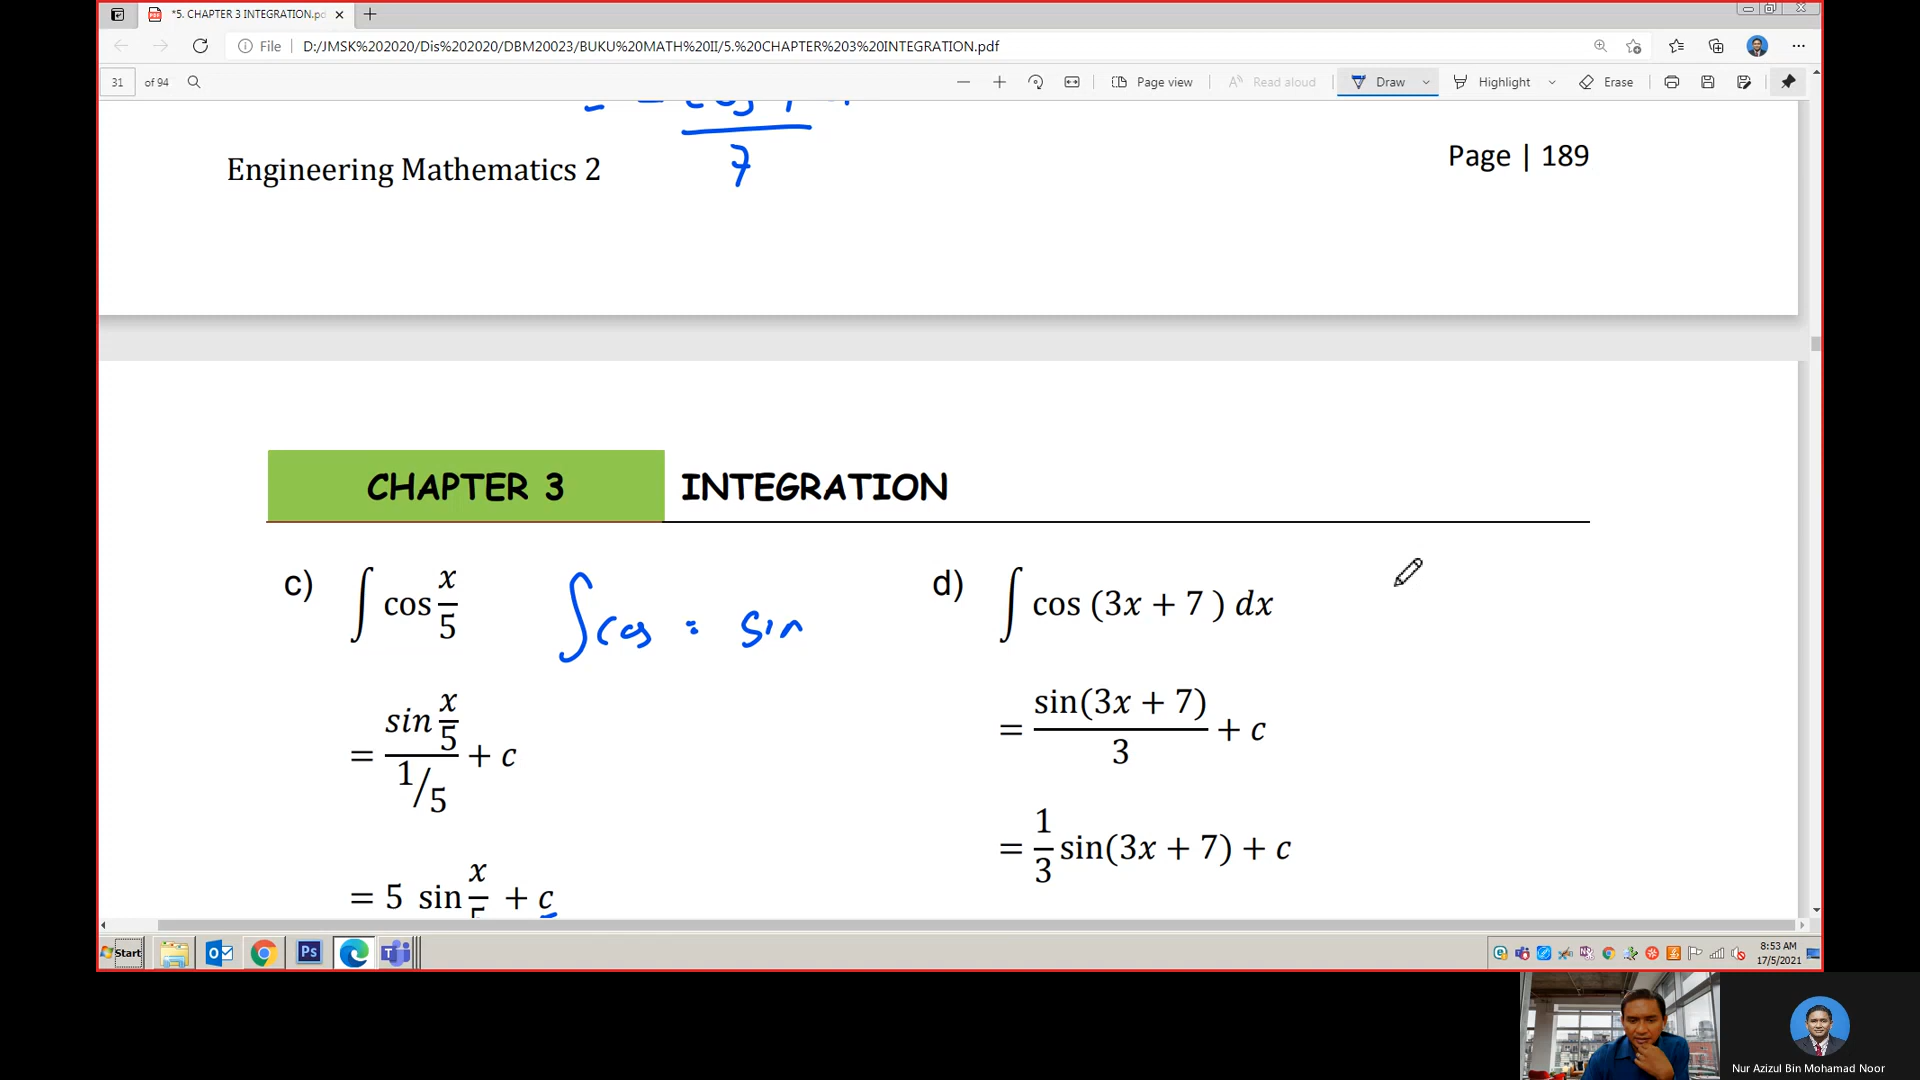 *5. CHAPTER 3 INTEGRATION.pd
File D:/JMSK%202020/Dis%202020/DBM20023/BUKU%20MATH%20II/5.%20CHAPTER%203%20INTEGRATION.pdf
31 of 94 Page view Read aloud Draw Highlight Erase
7
Engineering Mathematics 2 Page | 189
CHAPTER 3 INTEGRATION
c) ∫ cos x/5 ∫cos = sin d) ∫ cos (3x + 7 ) dx
= sin x/5 / 1/5 + c = sin(3x + 7) / 3 + c
= 5 sin x/5 + c = 1/3 sin(3x + 7) + c
Start Ps 8:53 AM
17/5/2021
Nur Azizul Bin Mohamad Noor